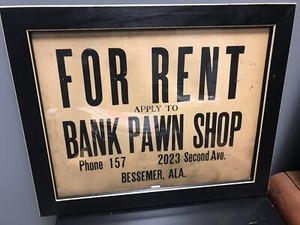 FOR RENT
APPLY TO
BANK PAWN SHOP
Phone 157 2023 Second Ave.
BESSEMER, ALA.